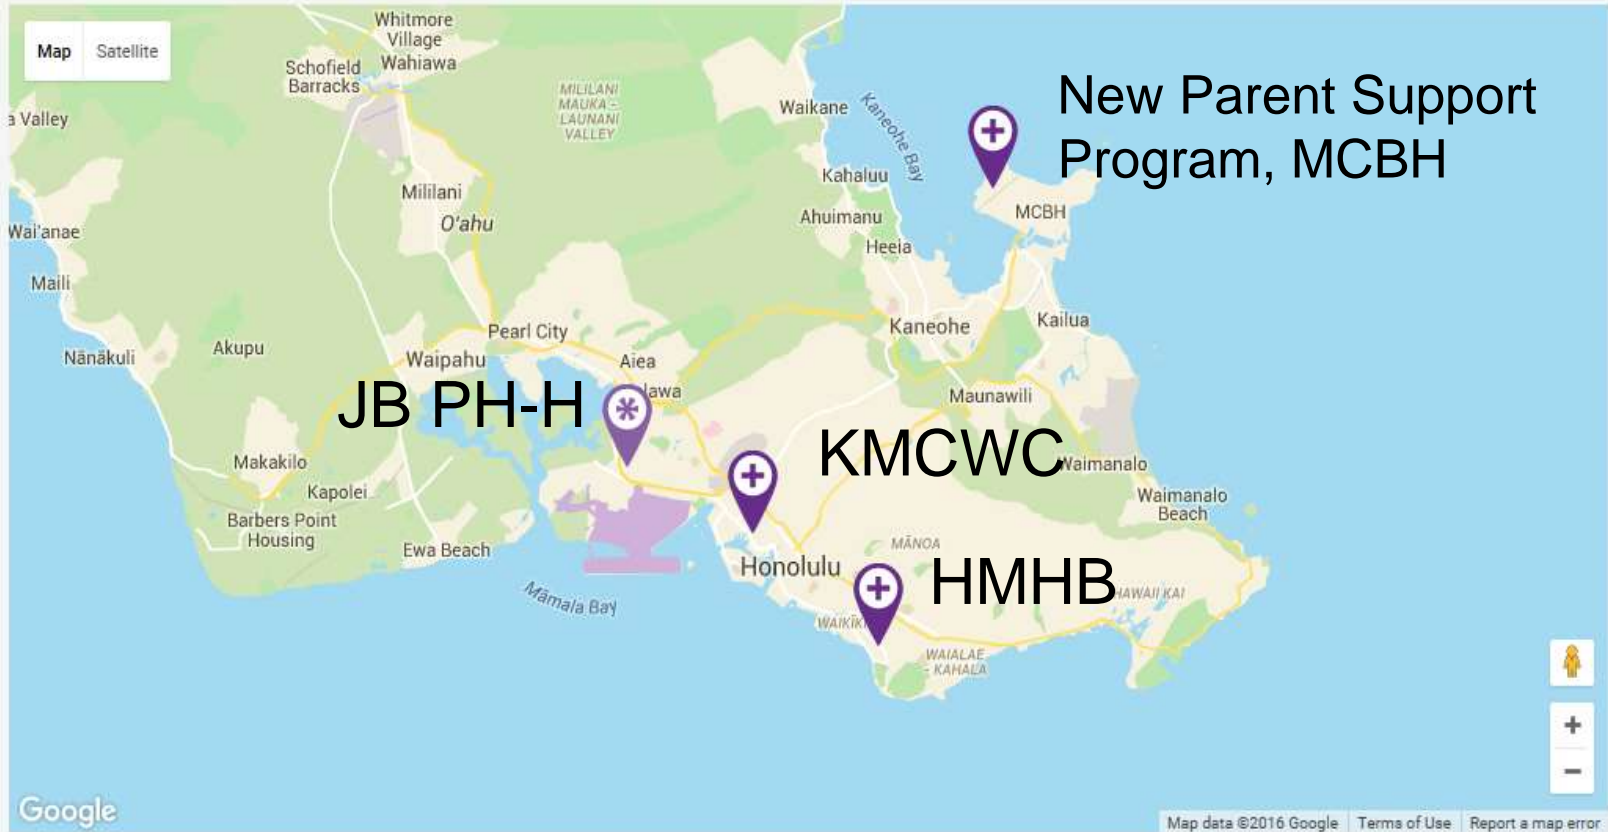 Map Satellite
Whitmore
Village
Wahiawa
Schofield
Barracks
MILILANI
MAUKA -
LAUNANI
VALLEY
a Valley
Waikane
Kaneohe Bay
New Parent Support
Program, MCBH
Kahaluu
Mililani
O'ahu
Ahuimanu
MCBH
Wai'anae
Heeia
Maili
Pearl City
Kaneohe
Kailua
Nānākuli
Akupu
Waipahu
Aiea
lawa
JB PH-H
Maunawili
KMCWC
Makakilo
Waimanalo
Kapolei
Waimanalo
Beach
Barbers Point
Housing
Ewa Beach
MĀNOA
Honolulu
HMHB
HAWAII KAI
Māmala Bay
WAIKĪKĪ
WAIALAE
- KAHALA
Google
Map data ©2016 Google Terms of Use Report a map error